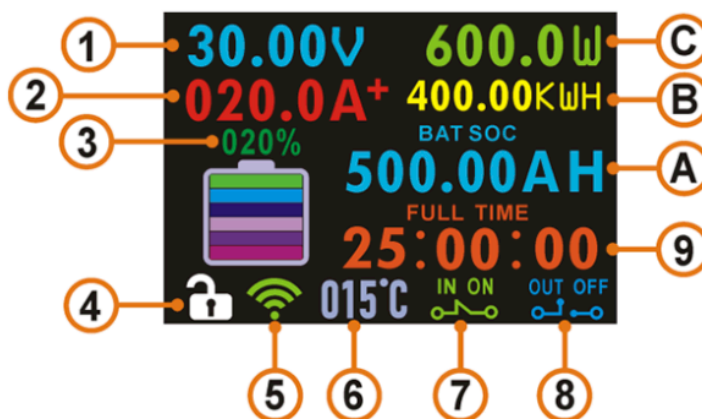 1 30.00V 600.0W C
2 020.0A+ 400.00KWH B
3 020% BAT SOC
500.00AH A
FULL TIME
25:00:00 9
4 015°C IN ON OUT OFF
5 6 7 8